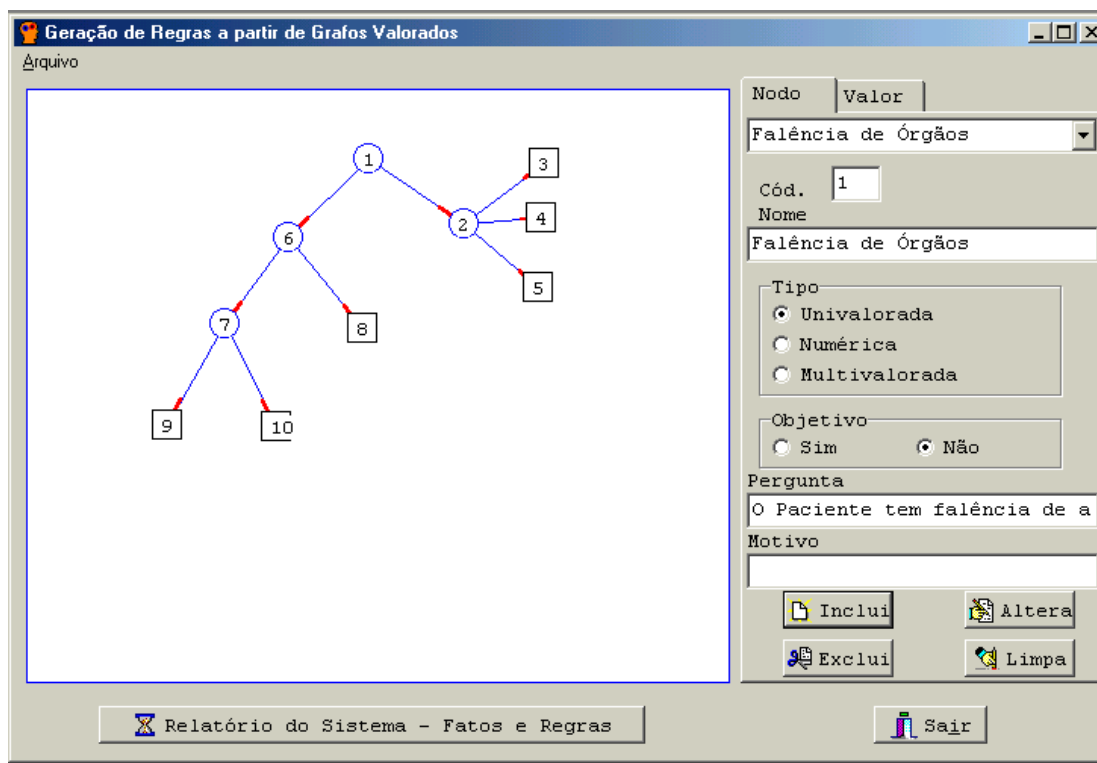 Geração de Regras a partir de Grafos Valorados
Arquivo
1
2
3
4
5
6
7
8
9
10
Nodo
Valor
Falência de Órgãos
Cód.
1
Nome
Falência de Órgãos
Tipo
Univalorada
Numérica
Multivalorada
Objetivo
Sim
Não
Pergunta
O Paciente tem falência de a
Motivo
Inclui
Altera
Exclui
Limpa
Relatório do Sistema - Fatos e Regras
Sair